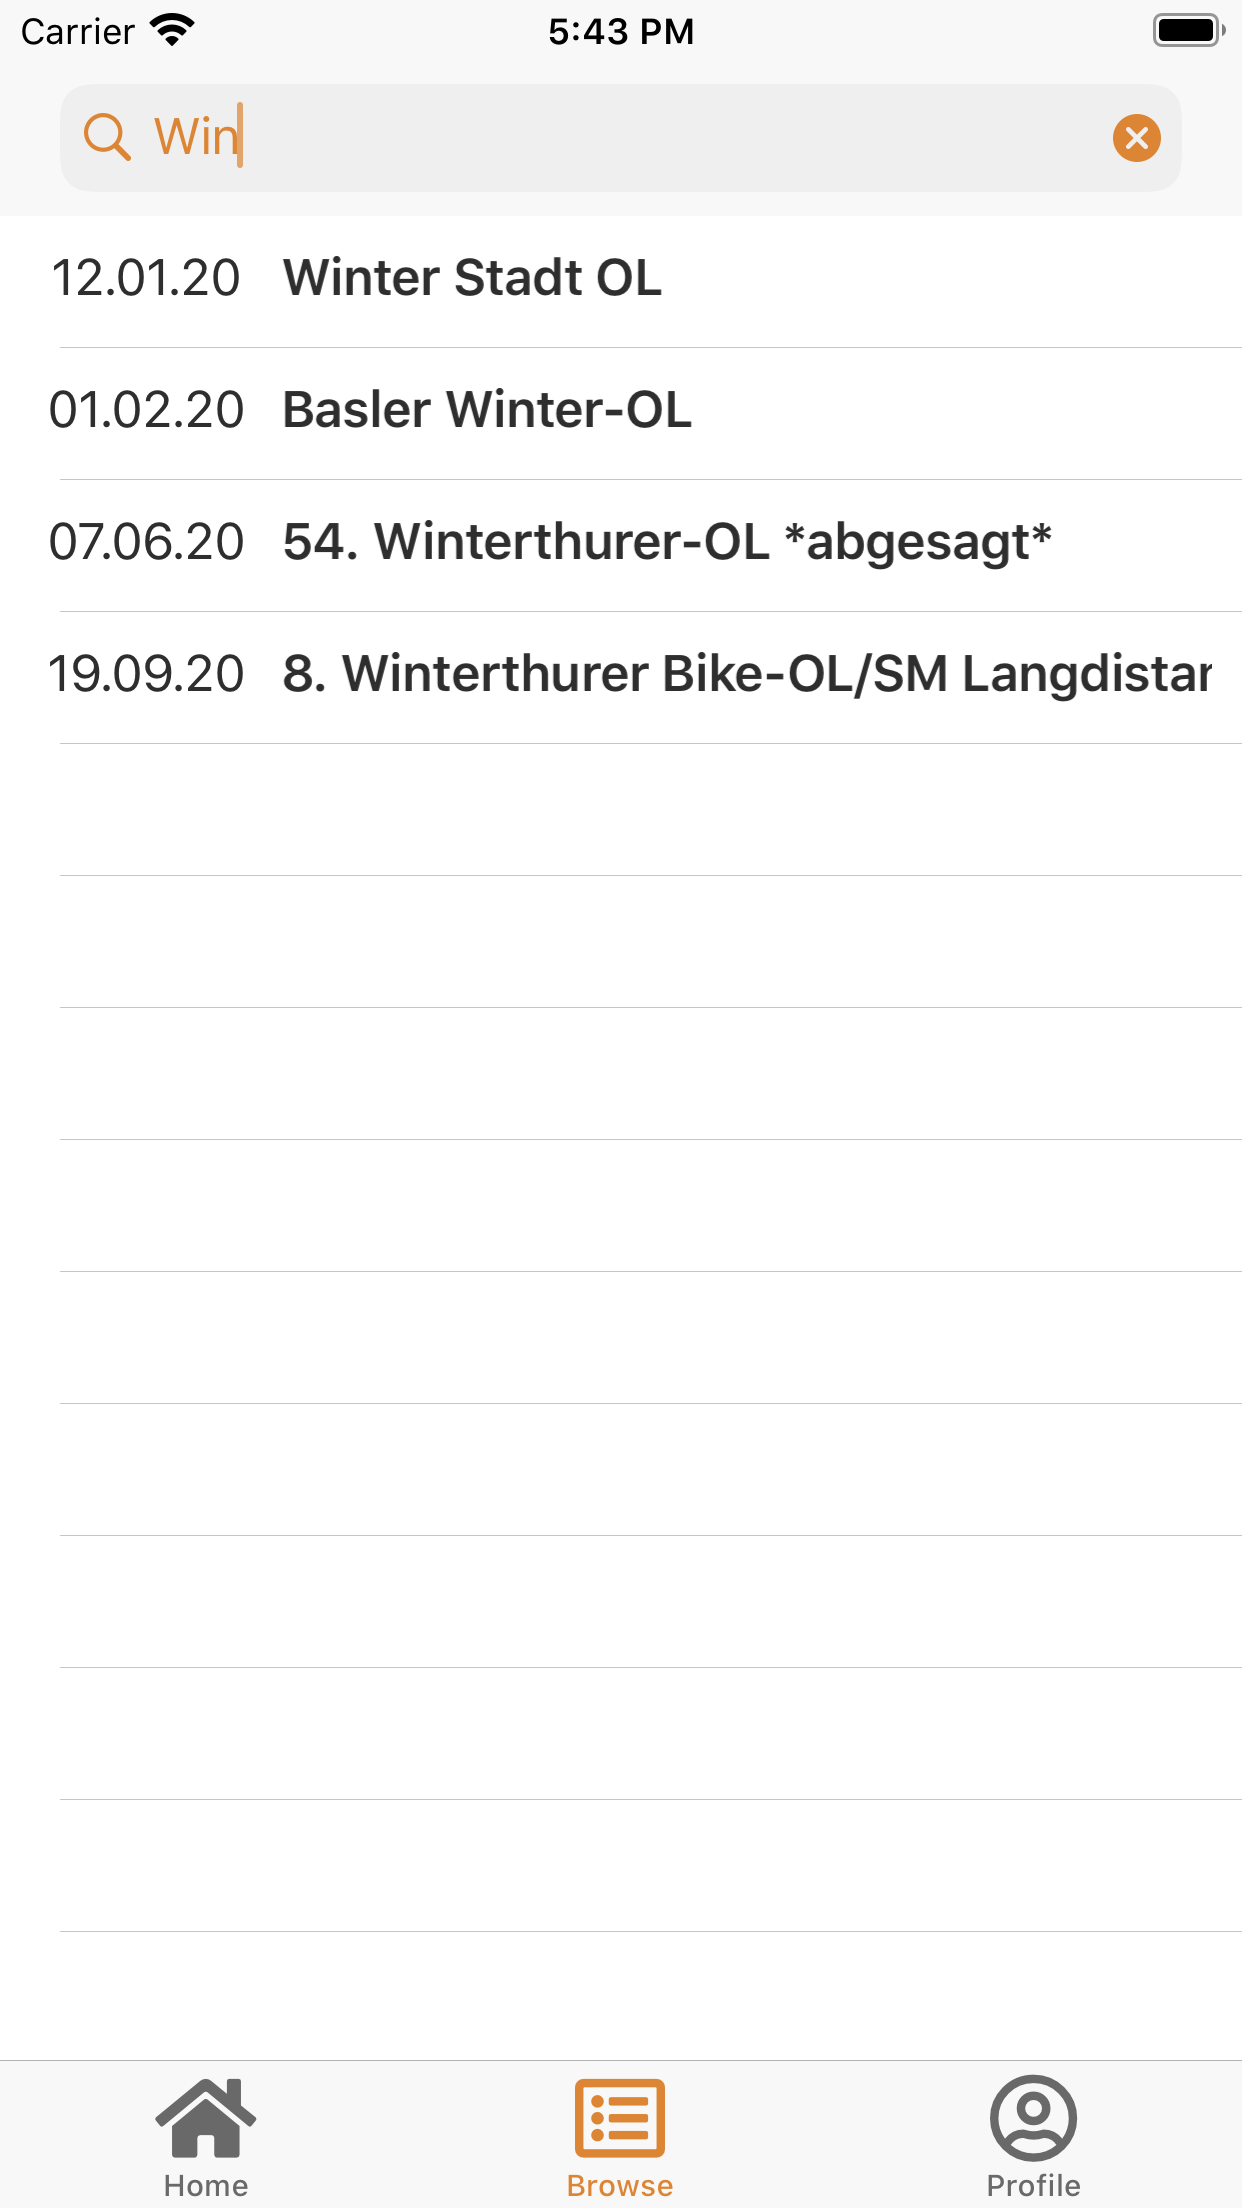 Carrier 5:43 PM
Win
12.01.20 Winter Stadt OL
01.02.20 Basler Winter-OL
07.06.20 54. Winterthurer-OL *abgesagt*
19.09.20 8. Winterthurer Bike-OL/SM Langdistan
Home Browse Profile